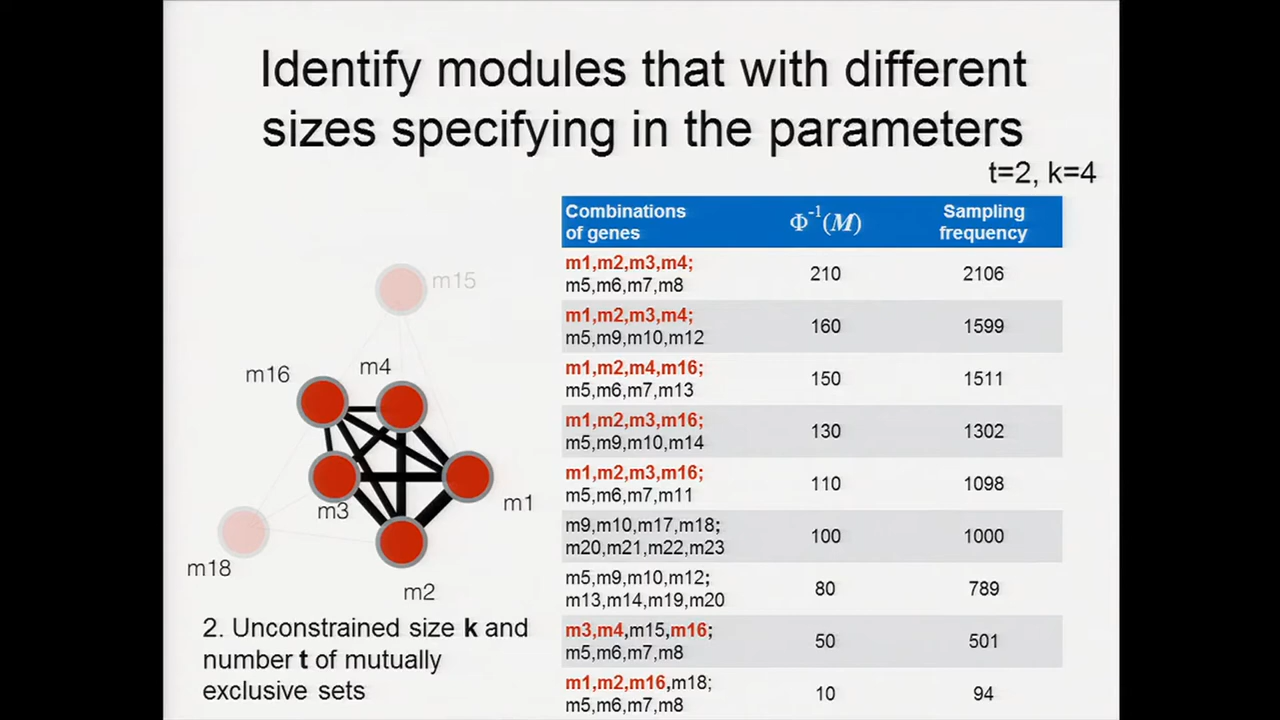 Identify modules that with different
sizes specifying in the parameters
t=2, k=4
Combinations of genes Φ⁻¹(M) Sampling frequency
m1,m2,m3,m4;
m5,m6,m7,m8 210 2106
m1,m2,m3,m4;
m5,m9,m10,m12 160 1599
m1,m2,m4,m16;
m5,m6,m7,m13 150 1511
m1,m2,m3,m16;
m5,m9,m10,m14 130 1302
m1,m2,m3,m16;
m5,m6,m7,m11 110 1098
m9,m10,m17,m18;
m20,m21,m22,m23 100 1000
m5,m9,m10,m12;
m13,m14,m19,m20 80 789
m3,m4,m15,m16;
m5,m6,m7,m8 50 501
m1,m2,m16,m18;
m5,m6,m7,m8 10 94
m15
m4
m16
m3
m1
m18
m2
2. Unconstrained size k and
number t of mutually
exclusive sets